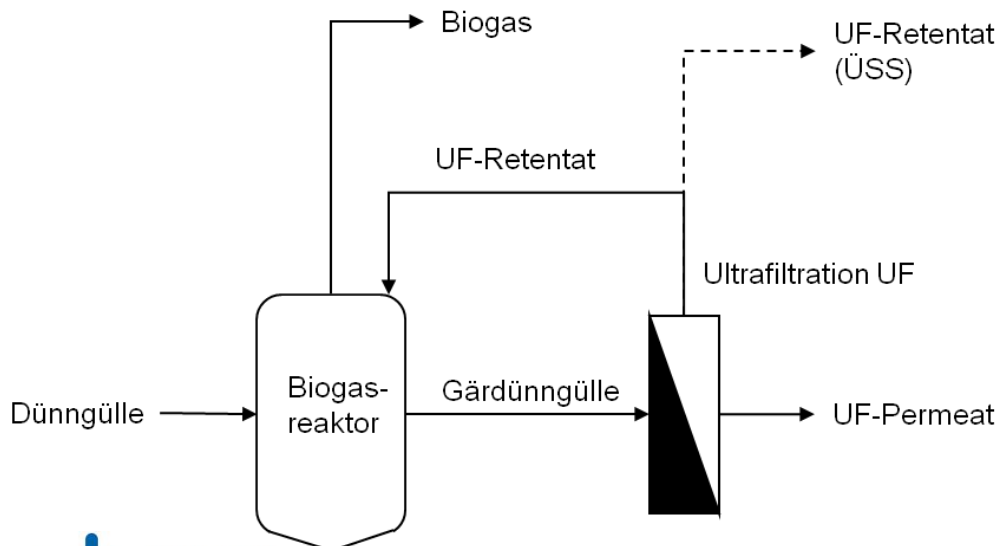 Biogas
UF-Retentat
(ÜSS)
UF-Retentat
Ultrafiltration UF
Dünngülle
Biogas-
reaktor
Gärdünngülle
UF-Permeat